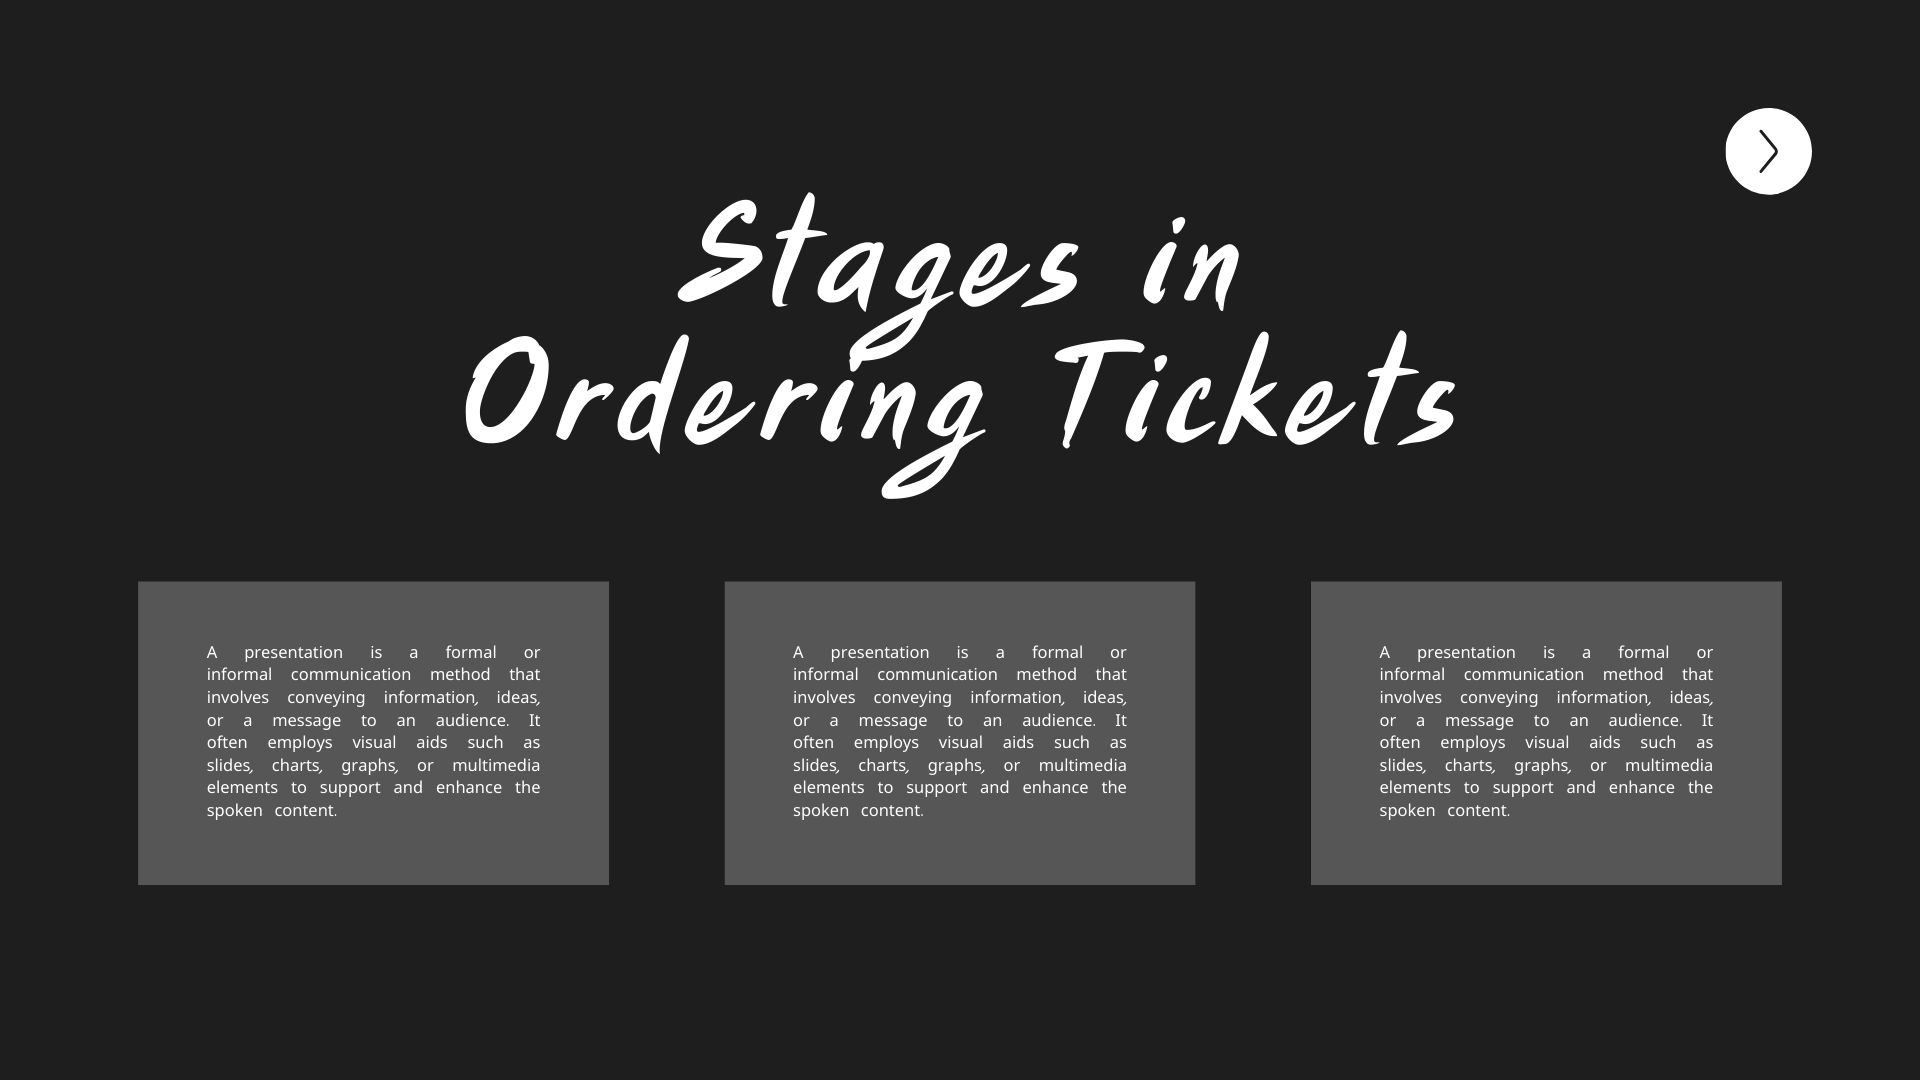 Stages in
Ordering Tickets
A presentation is a formal or
informal communication method that
involves conveying information, ideas,
or a message to an audience. It
often employs visual aids such as
slides, charts, graphs, or multimedia
elements to support and enhance the
spoken content.
A presentation is a formal or
informal communication method that
involves conveying information, ideas,
or a message to an audience. It
often employs visual aids such as
slides, charts, graphs, or multimedia
elements to support and enhance the
spoken content.
A presentation is a formal or
informal communication method that
involves conveying information, ideas,
or a message to an audience. It
often employs visual aids such as
slides, charts, graphs, or multimedia
elements to support and enhance the
spoken content.